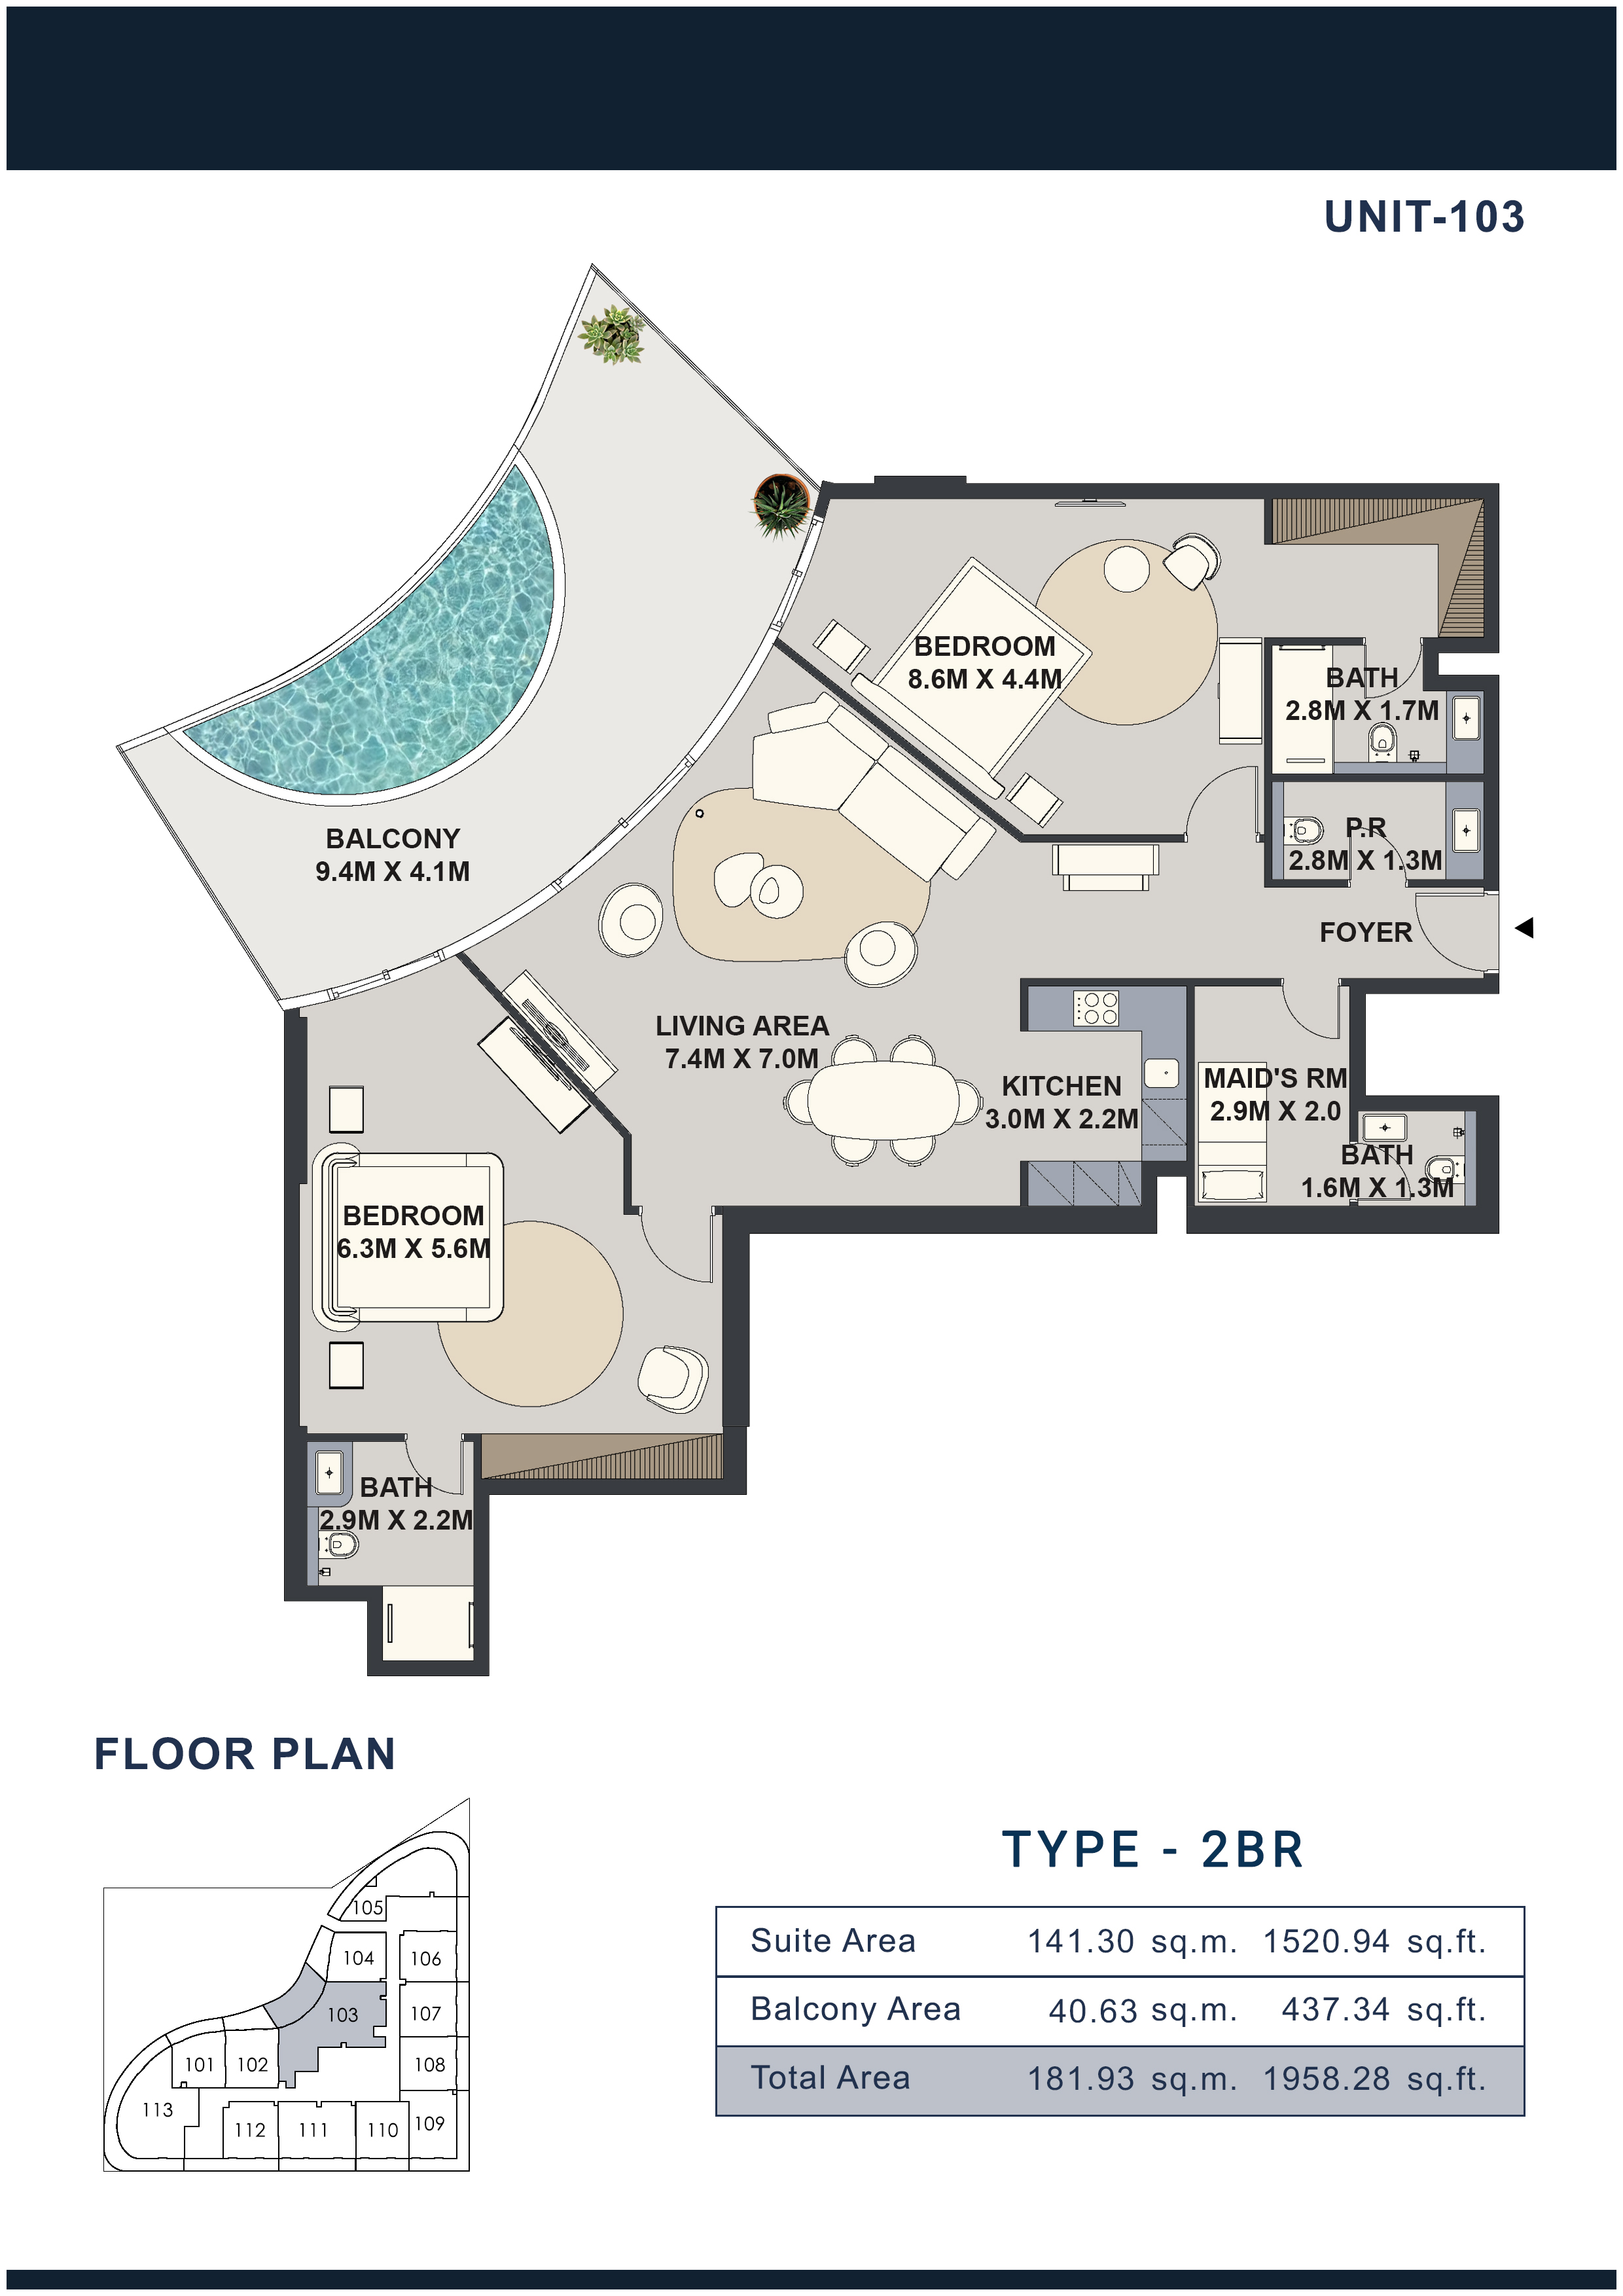 UNIT-103
BEDROOM
8.6M X 4.4M
BATH
2.8M X 1.7M
P.R
2.8M X 1.3M
BALCONY
9.4M X 4.1M
FOYER
LIVING AREA
7.4M X 7.0M
KITCHEN
3.0M X 2.2M
MAID'S RM
2.9M X 2.0
BATH
1.6M X 1.3M
BEDROOM
6.3M X 5.6M
BATH
2.9M X 2.2M
FLOOR PLAN
105
104
106
103
107
101
102
108
113
112
111
110
109
TYPE - 2BR
Suite Area 141.30 sq.m. 1520.94 sq.ft.
Balcony Area 40.63 sq.m. 437.34 sq.ft.
Total Area 181.93 sq.m. 1958.28 sq.ft.